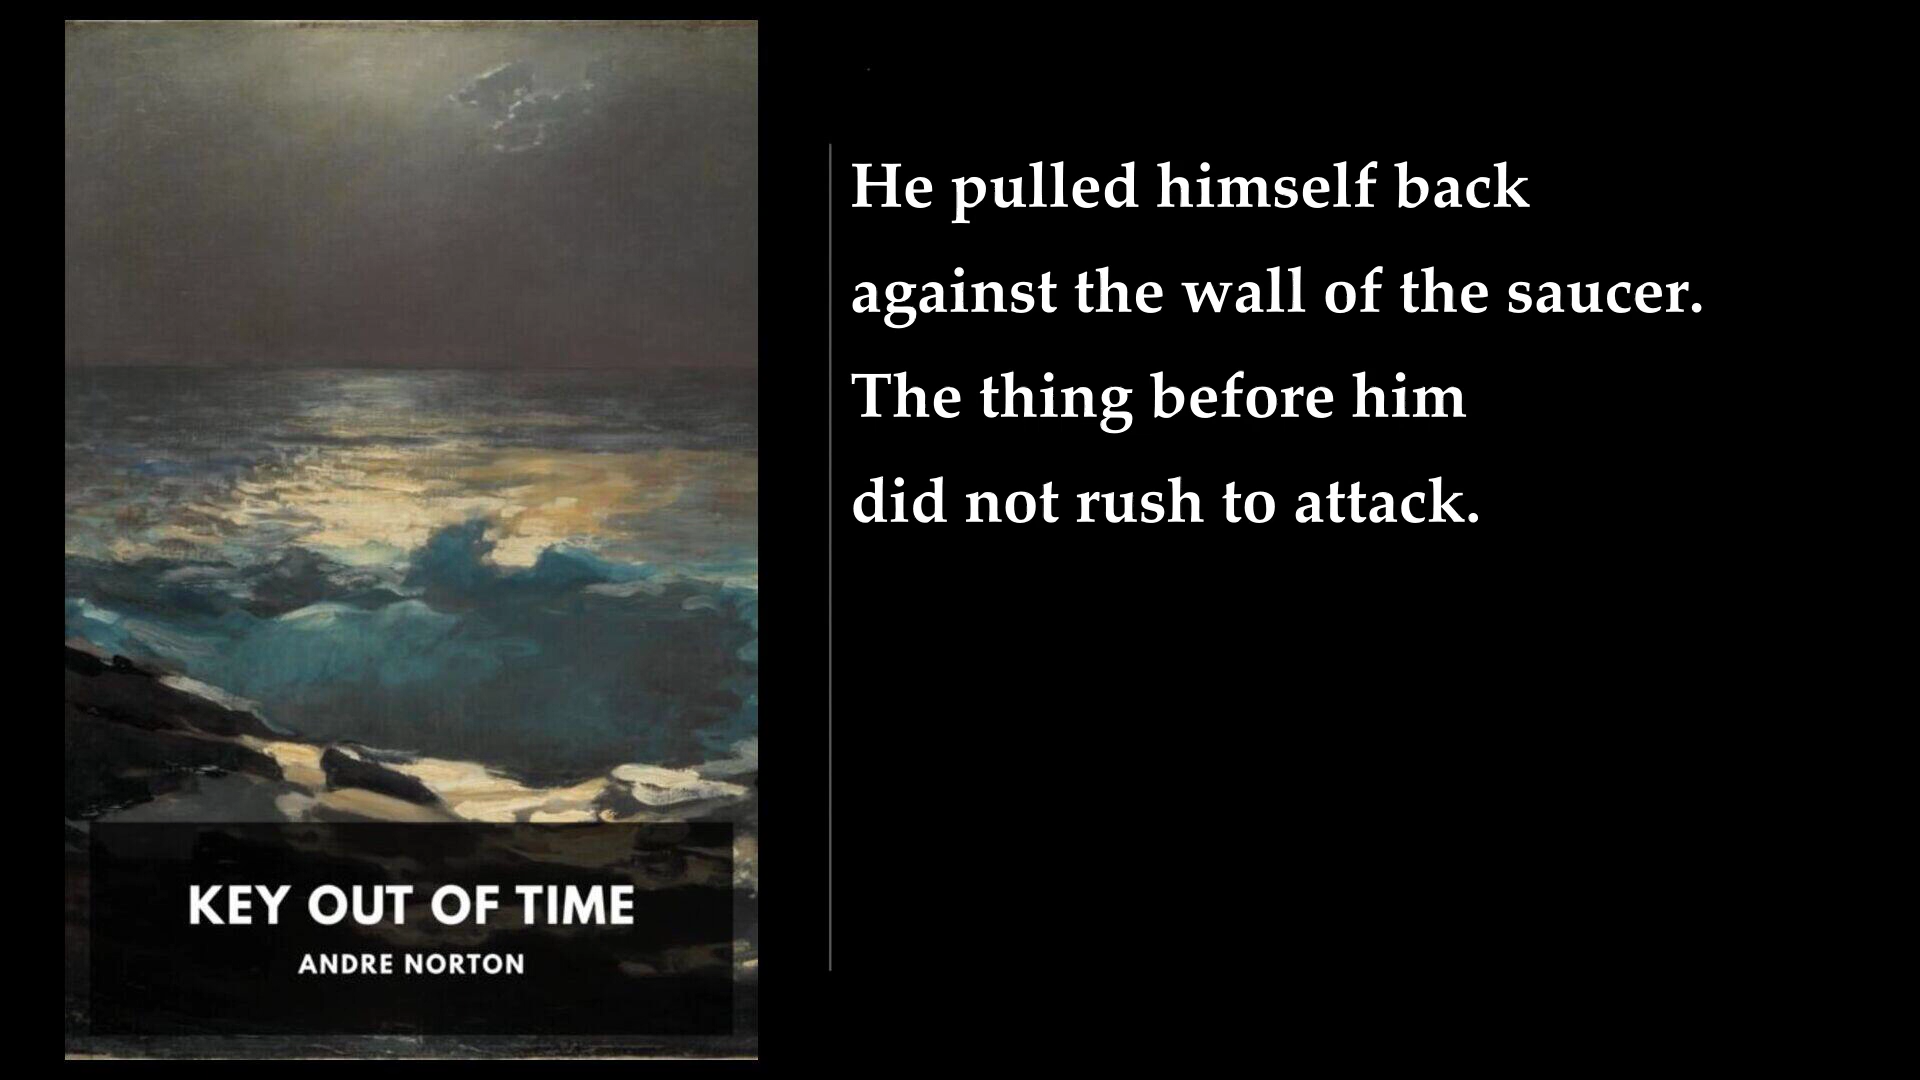 He pulled himself back
against the wall of the saucer.
The thing before him
did not rush to attack.
KEY OUT OF TIME
ANDRE NORTON